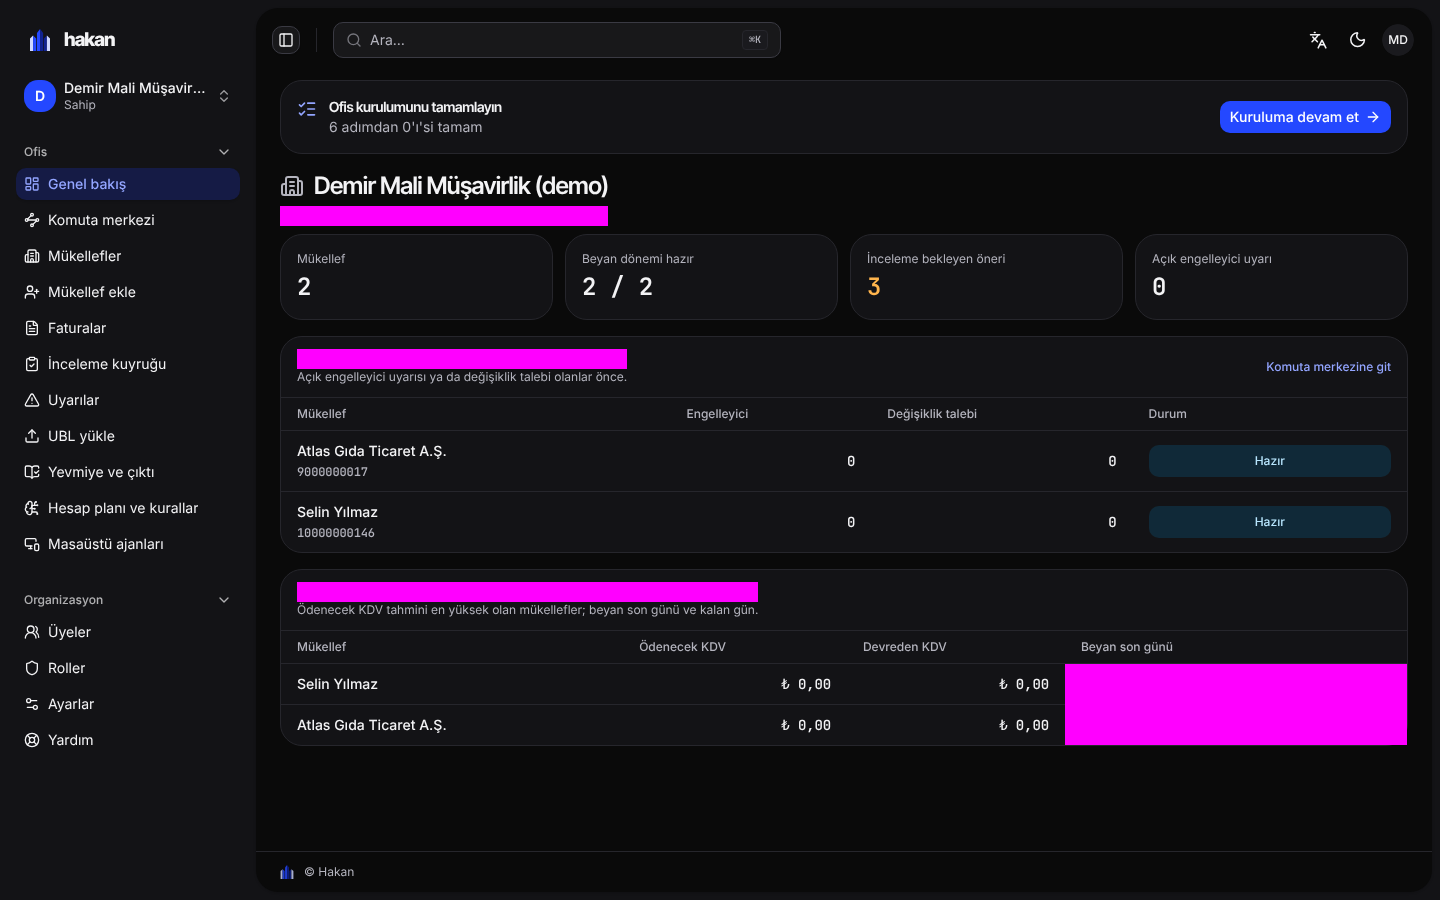 hakan
Ara...
⌘K
MD
D
Demir Mali Müşavir...
Sahip
Ofis
Genel bakış
Komuta merkezi
Mükellefler
Mükellef ekle
Faturalar
İnceleme kuyruğu
Uyarılar
UBL yükle
Yevmiye ve çıktı
Hesap planı ve kurallar
Masaüstü ajanları
Organizasyon
Üyeler
Roller
Ayarlar
Yardım
Ofis kurulumunu tamamlayın
6 adımdan 0'ı'si tamam
Kuruluma devam et
Demir Mali Müşavirlik (demo)
Mükellef
2
Beyan dönemi hazır
2 / 2
İnceleme bekleyen öneri
3
Açık engelleyici uyarı
0
Açık engelleyici uyarısı ya da değişiklik talebi olanlar önce.
Komuta merkezine git
Mükellef Engelleyici Değişiklik talebi Durum
Atlas Gıda Ticaret A.Ş.
9000000017
0 0 Hazır
Selin Yılmaz
10000000146
0 0 Hazır
Ödenecek KDV tahmini en yüksek olan mükellefler; beyan son günü ve kalan gün.
Mükellef Ödenecek KDV Devreden KDV Beyan son günü
Selin Yılmaz ₺ 0,00 ₺ 0,00
Atlas Gıda Ticaret A.Ş. ₺ 0,00 ₺ 0,00
© Hakan